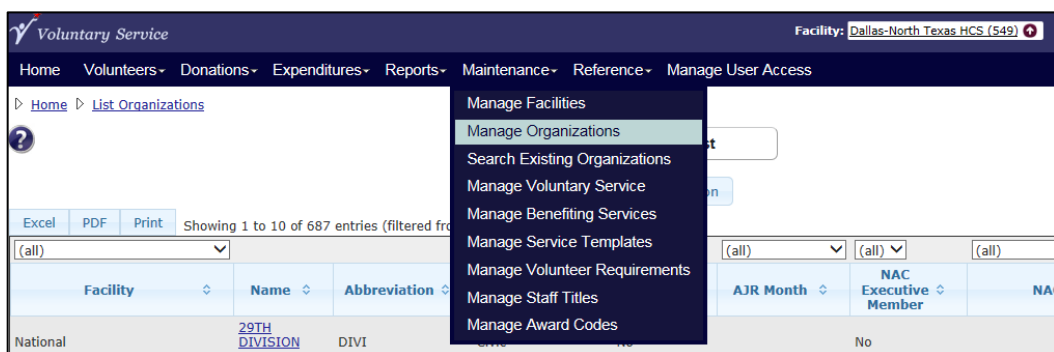 Voluntary Service
Facility: Dallas-North Texas HCS (549)
Home Volunteers Donations Expenditures Reports Maintenance Reference Manage User Access
Home List Organizations
Manage Facilities
Manage Organizations
Search Existing Organizations
Manage Voluntary Service
Manage Benefiting Services
Manage Service Templates
Manage Volunteer Requirements
Manage Staff Titles
Manage Award Codes
Excel PDF Print Showing 1 to 10 of 687 entries (filtered
(all) (all) (all) (all)
Facility Name Abbreviation AJR Month NAC Executive Member
National 29TH DIVISION DIVI No